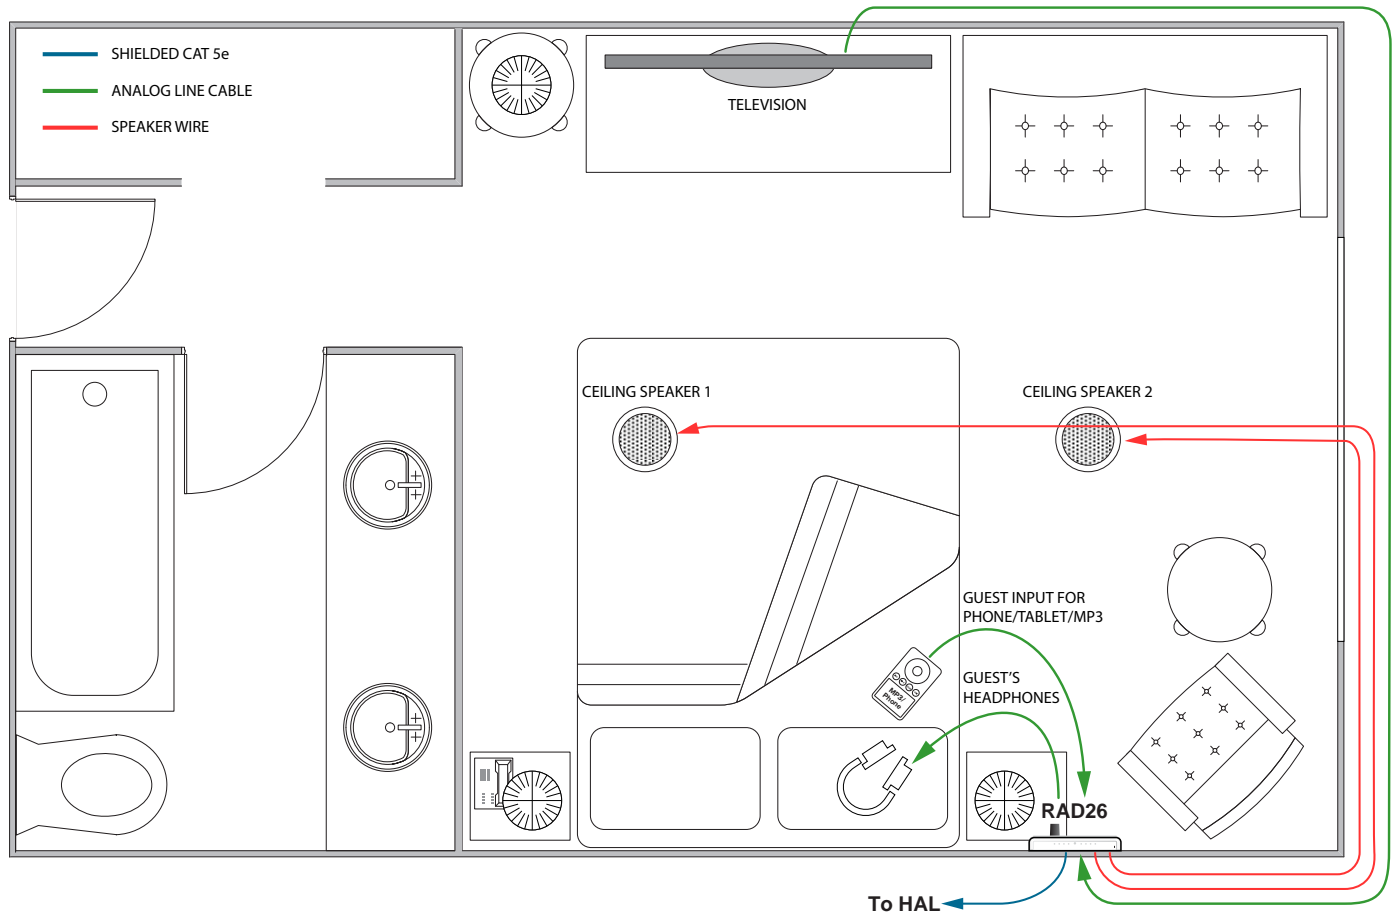 SHIELDED CAT 5e
ANALOG LINE CABLE
SPEAKER WIRE
TELEVISION
CEILING SPEAKER 1
CEILING SPEAKER 2
GUEST INPUT FOR
PHONE/TABLET/MP3
MP3/
Phone
GUEST'S
HEADPHONES
RAD26
To HAL